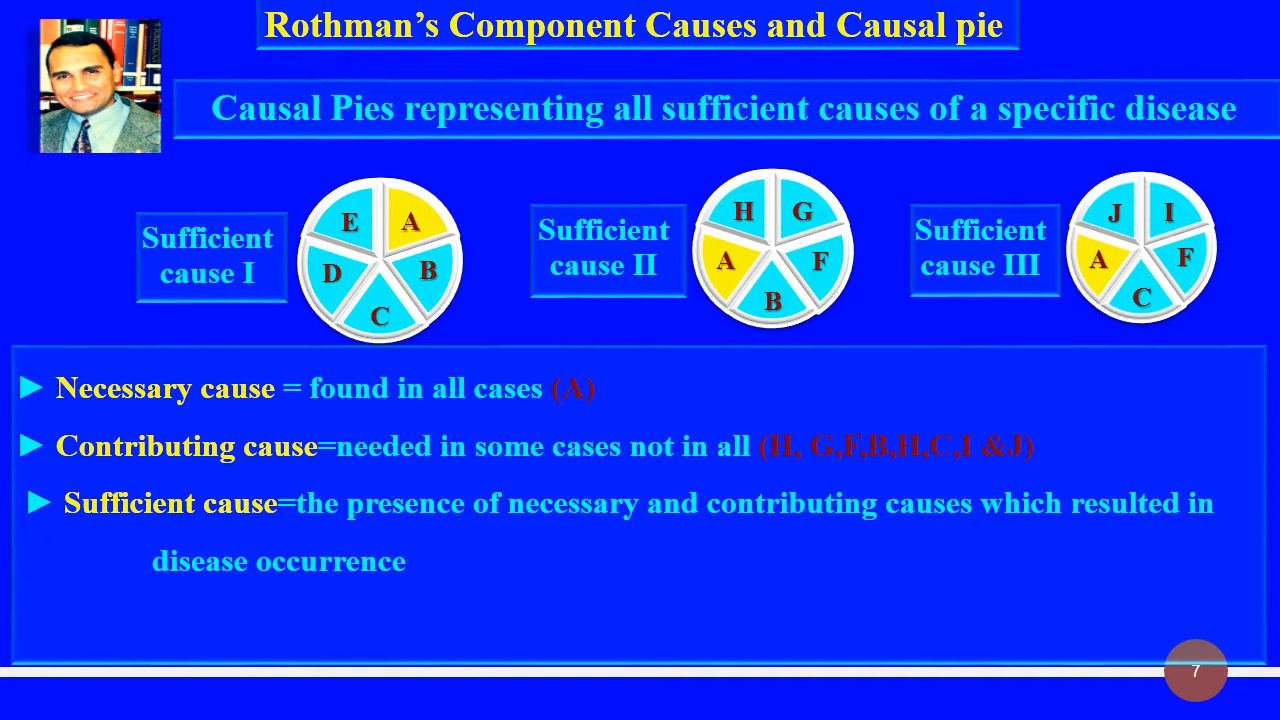 Rothman's Component Causes and Causal pie
Causal Pies representing all sufficient causes of a specific disease
Sufficient
cause I
E A
D B
C
Sufficient
cause II
H G
A F
B
Sufficient
cause III
J I
A F
C
► Necessary cause = found in all cases (A)
► Contributing cause=needed in some cases not in all (H, G,F,B,H,C,I &J)
► Sufficient cause=the presence of necessary and contributing causes which resulted in
disease occurrence
7